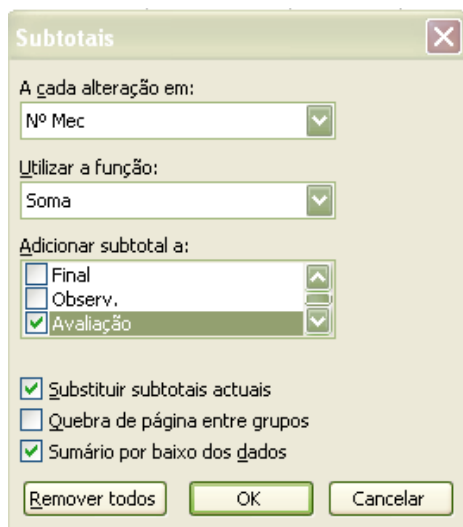 Subtotais
A cada alteração em:
Nº Mec
Utilizar a função:
Soma
Adicionar subtotal a:
Final
Observ.
Avaliação
Substituir subtotais actuais
Quebra de página entre grupos
Sumário por baixo dos dados
Remover todos OK Cancelar